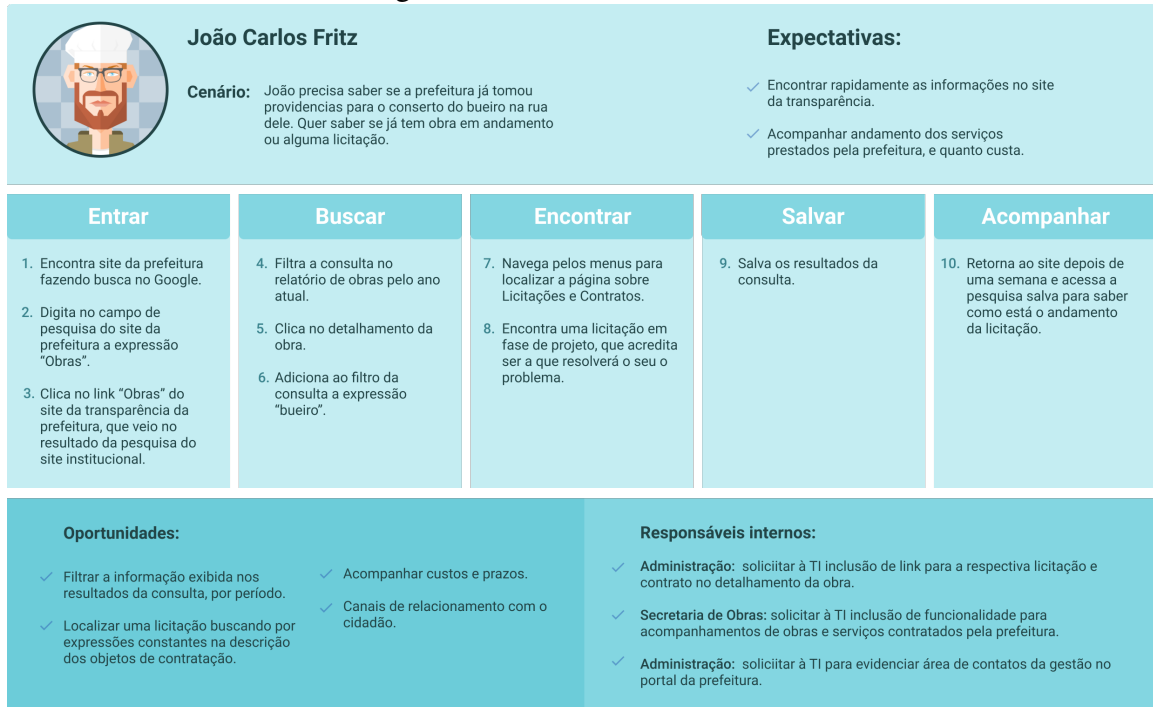 João Carlos Fritz
Cenário:
João precisa saber se a prefeitura já tomou
providencias para o conserto do bueiro na rua
dele. Quer saber se já tem obra em andamento
ou alguma licitação.
Expectativas:
Encontrar rapidamente as informações no site
da transparência.
Acompanhar andamento dos serviços
prestados pela prefeitura, e quanto custa.
Entrar
1. Encontra site da prefeitura
fazendo busca no Google.
2. Digita no campo de
pesquisa do site da
prefeitura a expressão
“Obras”.
3. Clica no link “Obras” do
site da transparência da
prefeitura, que veio no
resultado da pesquisa do
site institucional.
Buscar
4. Filtra a consulta no
relatório de obras pelo ano
atual.
5. Clica no detalhamento da
obra.
6. Adiciona ao filtro da
consulta a expressão
“bueiro”.
Encontrar
7. Navega pelos menus para
localizar a página sobre
Licitações e Contratos.
8. Encontra uma licitação em
fase de projeto, que acredita
ser a que resolverá o seu o
problema.
Salvar
9. Salva os resultados da
consulta.
Acompanhar
10. Retorna ao site depois de
uma semana e acessa a
pesquisa salva para saber
como está o andamento
da licitação.
Oportunidades:
Filtrar a informação exibida nos
resultados da consulta, por período.
Localizar uma licitação buscando por
expressões constantes na descrição
dos objetos de contratação.
Acompanhar custos e prazos.
Canais de relacionamento com o
cidadão.
Responsáveis internos:
Administração: soliciitar à TI inclusão de link para a respectiva licitação e
contrato no detalhamento da obra.
Secretaria de Obras: solicitar à TI inclusão de funcionalidade para
acompanhamentos de obras e serviços contratados pela prefeitura.
Administração: soliciitar à TI para evidenciar área de contatos da gestão no
portal da prefeitura.